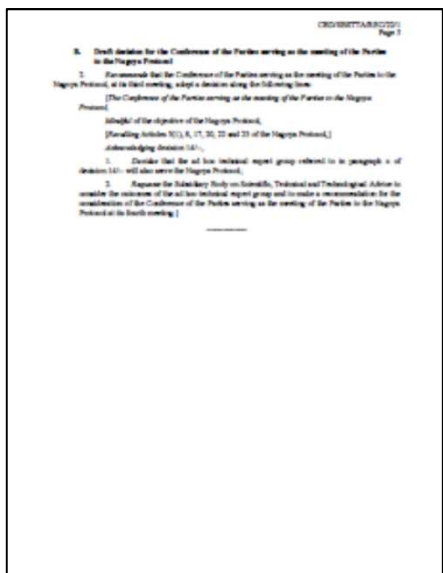 CBD/SBSTTA/REC/22/1
Page 5
B. Draft decision for the Conference of the Parties serving as the meeting of the Parties
to the Nagoya Protocol
2. Recommends that the Conference of the Parties serving as the meeting of the Parties to the
Nagoya Protocol, at its third meeting, adopt a decision along the following lines:
[The Conference of the Parties serving as the meeting of the Parties to the Nagoya
Protocol,
Mindful of the objective of the Nagoya Protocol,
[Recalling Articles 8, 17, 20, 22 and 23 of the Nagoya Protocol,]
Acknowledging decision 14/--,
1. Decides that the ad hoc technical expert group referred to in paragraph x of
decision 14/-- will also serve the Nagoya Protocol;
2. Requests the Subsidiary Body on Scientific, Technical and Technological Advice to
consider the outcomes of the ad hoc technical expert group and to make a recommendation for the
consideration of the Conference of the Parties serving as the meeting of the Parties to the Nagoya
Protocol at its fourth meeting.]